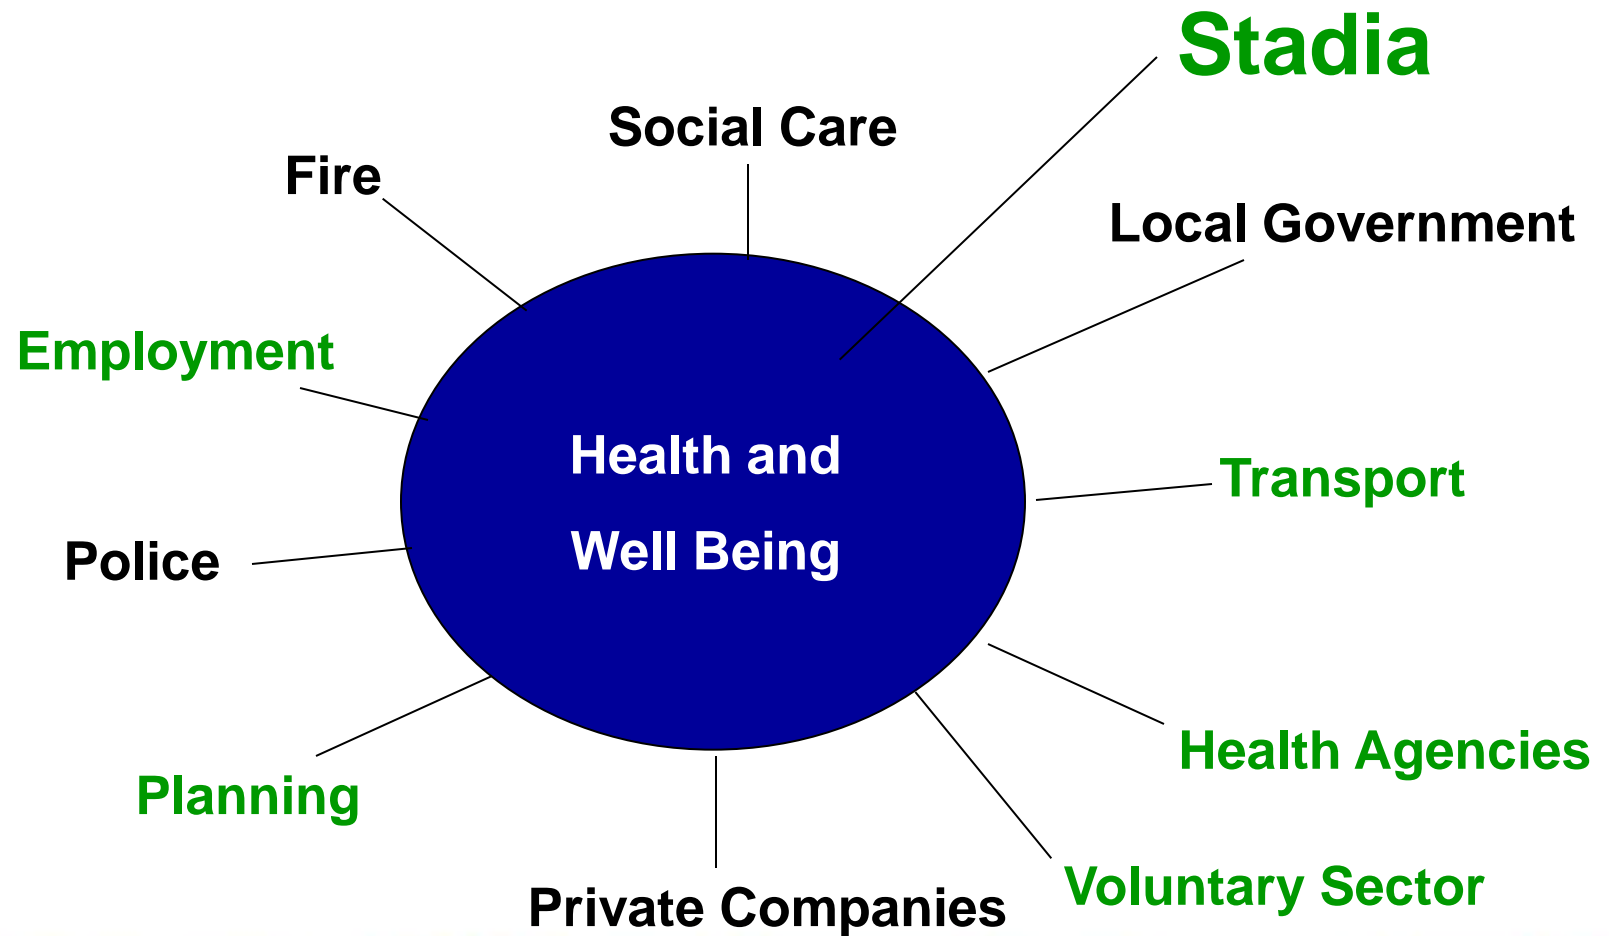 Stadia
Social Care
Fire
Local Government
Employment
Health and
Well Being
Transport
Police
Health Agencies
Planning
Voluntary Sector
Private Companies